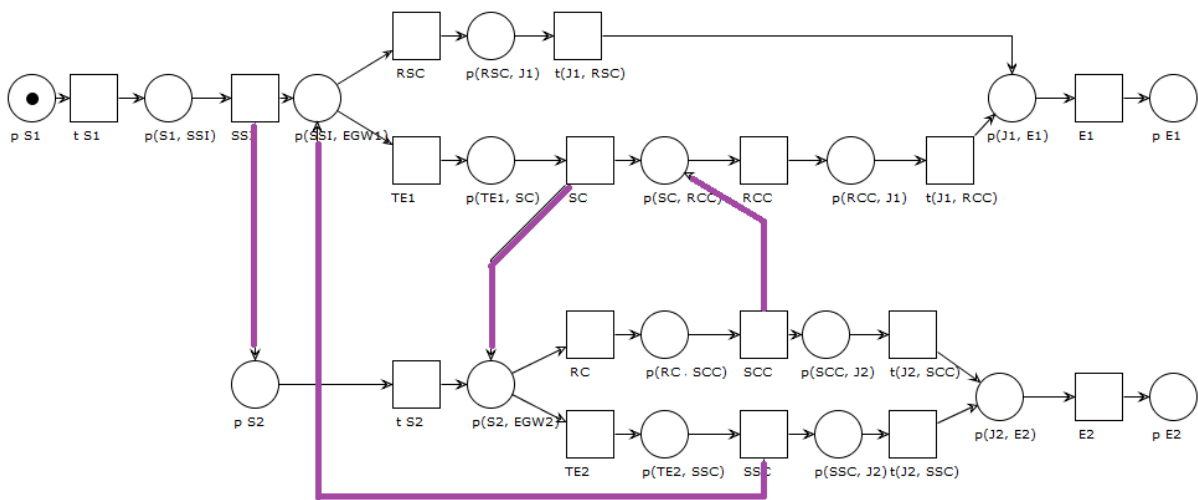 RSC
p(RSC, J1)
t(J1, RSC)
p S1
t S1
p(S1, SSI)
SSI
p(SSI, EGW1)
p(J1, E1)
E1
p E1
TE1
p(TE1, SC)
SC
p(SC, RCC)
RCC
p(RCC, J1)
t(J1, RCC)
RC
p(RC, SCC)
SCC
p(SCC, J2)
t(J2, SCC)
p S2
t S2
p(S2, EGW2)
p(J2, E2)
E2
p E2
TE2
p(TE2, SSC)
SSC
p(SSC, J2)
t(J2, SSC)